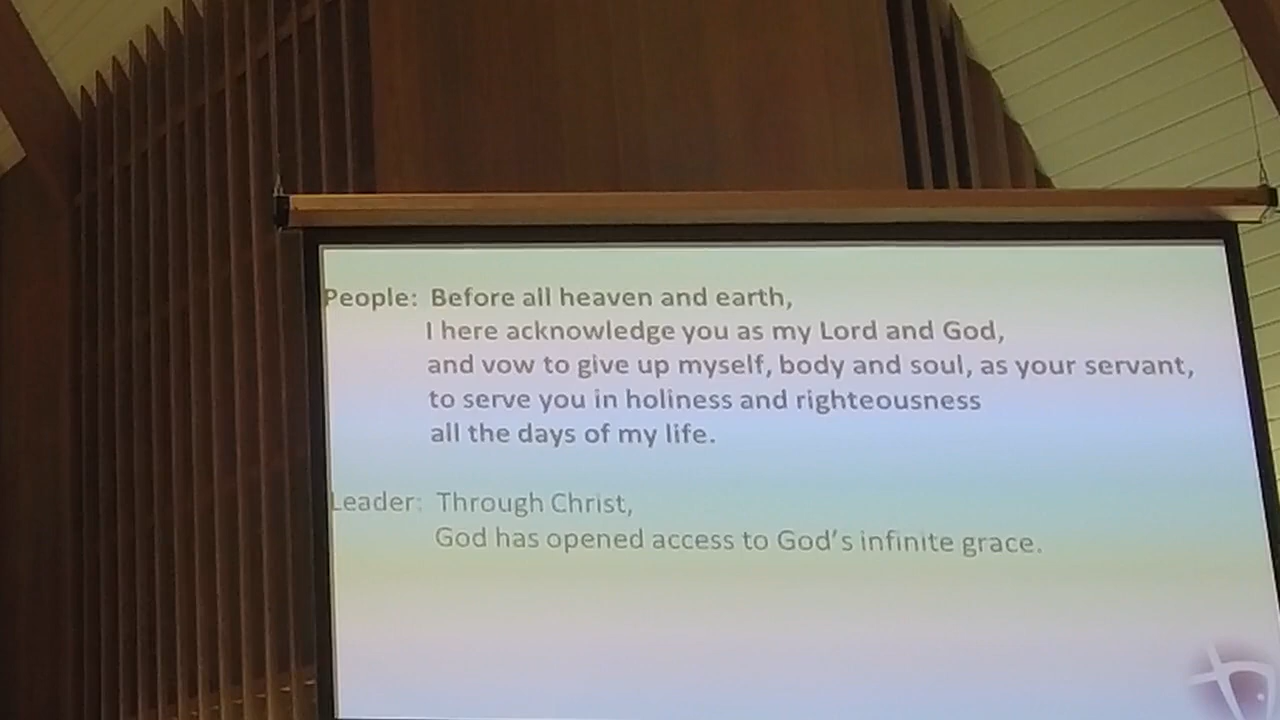 People: Before all heaven and earth,
I here acknowledge you as my Lord and God,
and vow to give up myself, body and soul, as your servant,
to serve you in holiness and righteousness
all the days of my life.
Leader: Through Christ,
God has opened access to God's infinite grace.